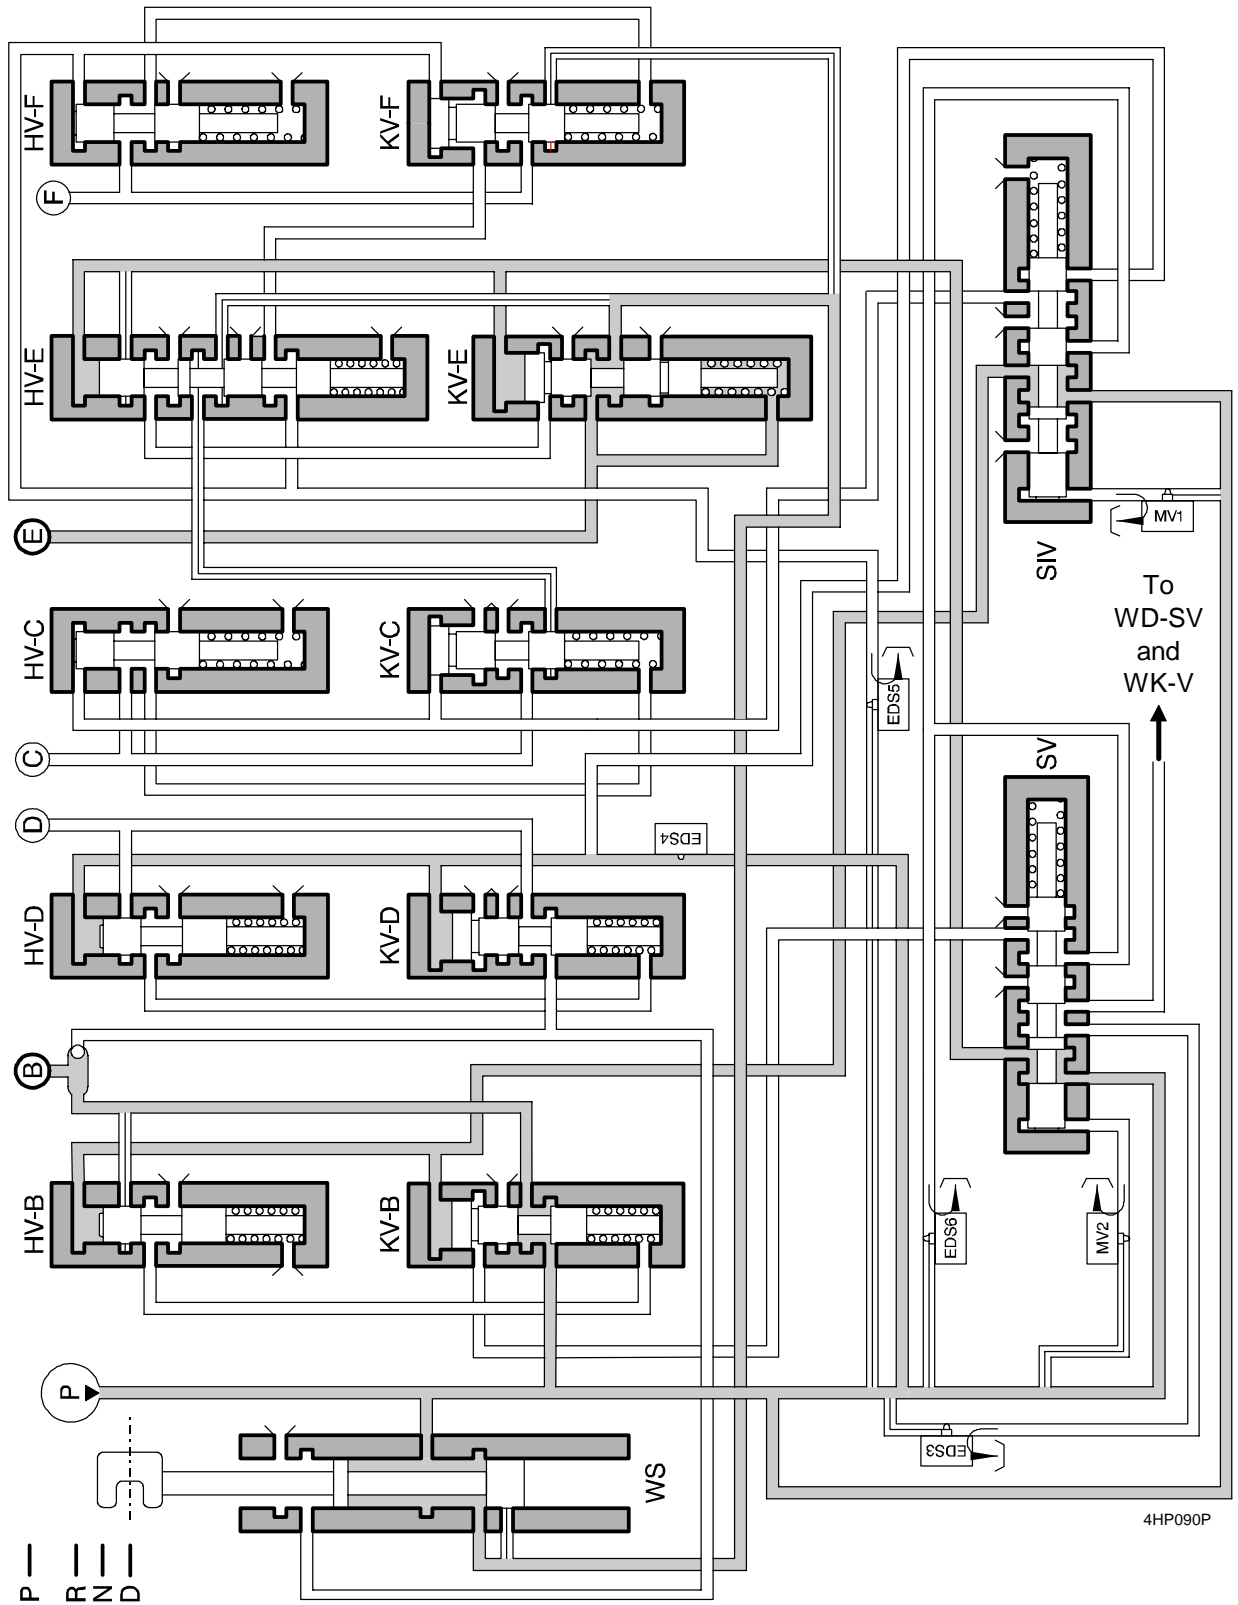 HV-F
KV-F
F
HV-E
KV-E
E
MV1
SIV
To
WD-SV
and
WK-V
HV-C
KV-C
C
EDS5
SV
D
EDS4
HV-D
KV-D
B
HV-B
KV-B
EDS6
MV2
P
EDS3
WS
4HP090P
P
R
N
D